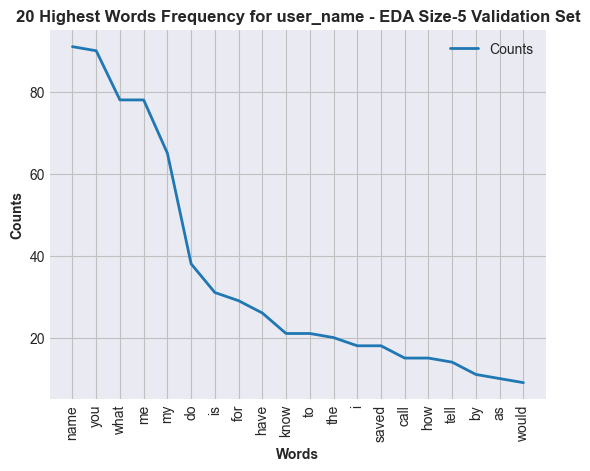 20 Highest Words Frequency for user_name - EDA Size-5 Validation Set
Counts
80
60
40
20
Counts
name
you
what
me
my
do
is
for
have
know
to
the
i
saved
call
how
tell
by
as
would
Words